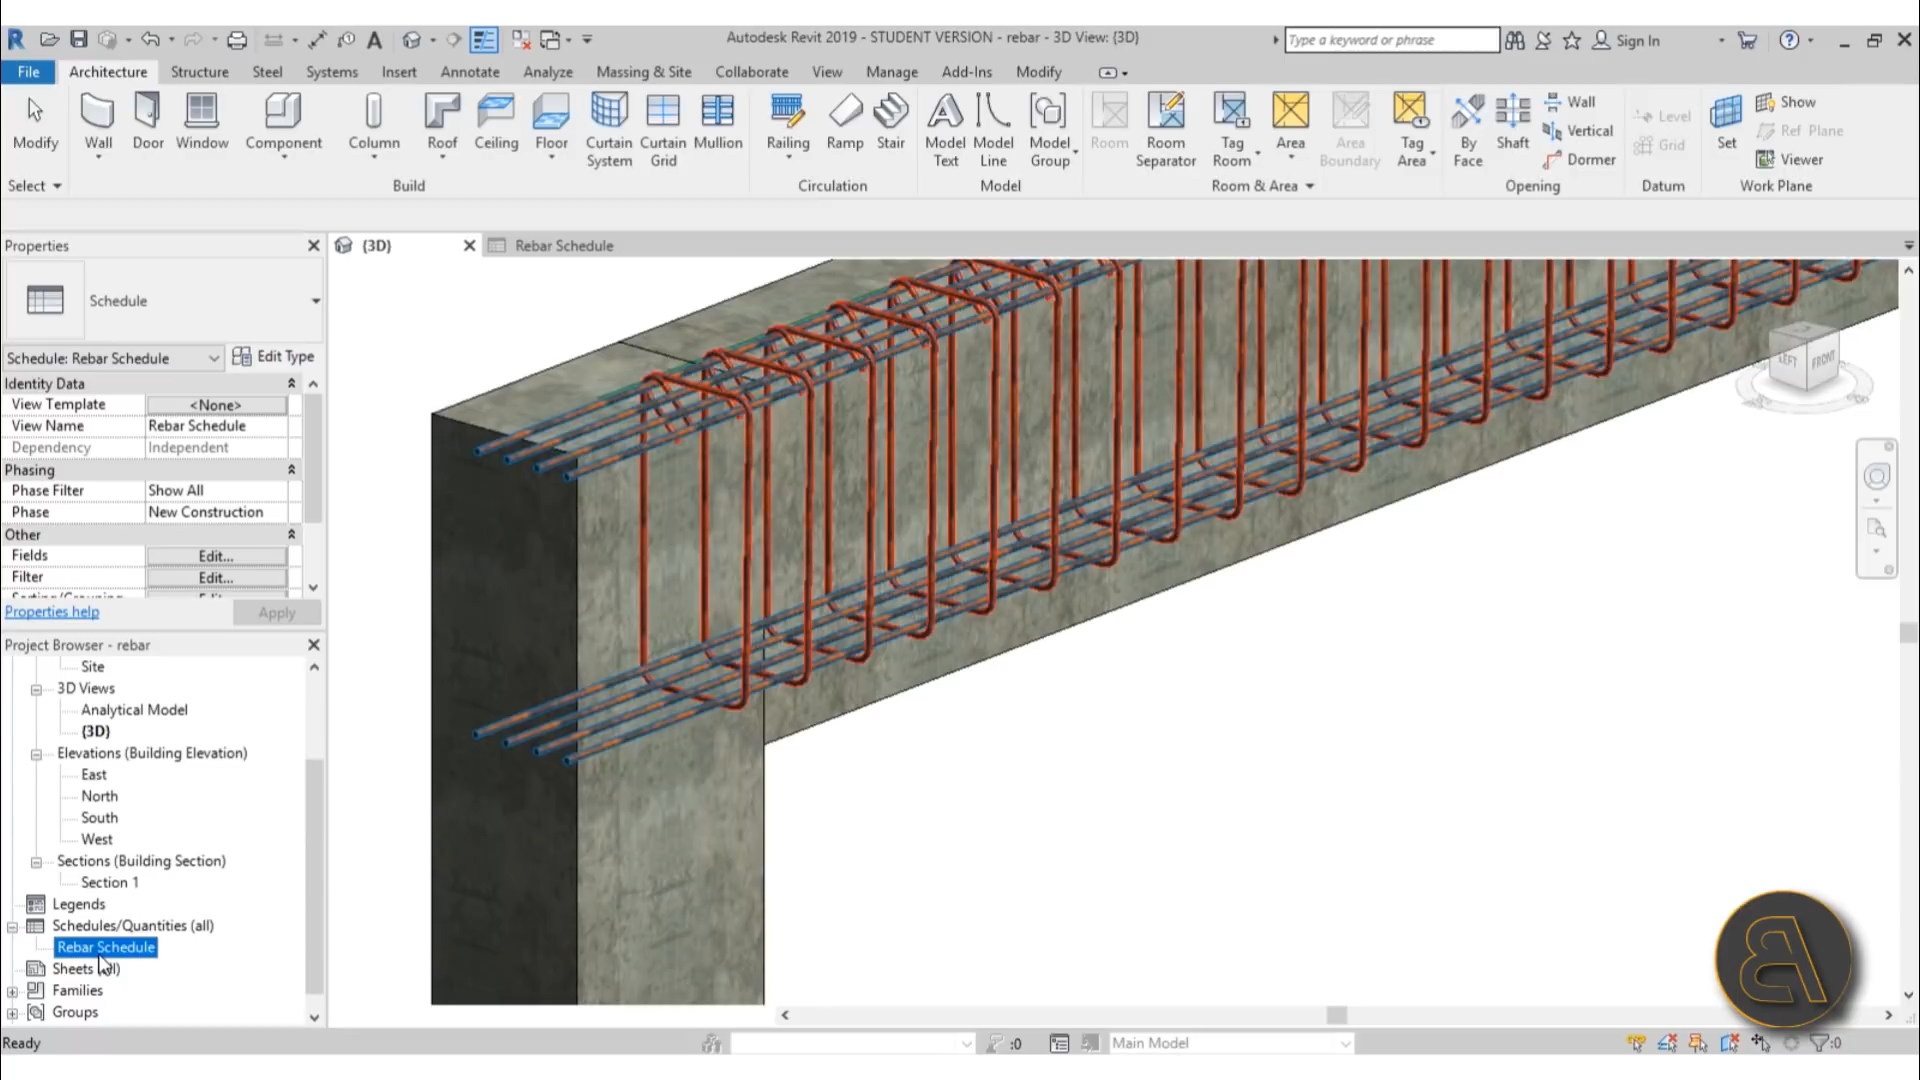 Autodesk Revit 2019 - STUDENT VERSION - rebar - 3D View: {3D}
Type a keyword or phrase
Sign In
File Architecture Structure Steel Systems Insert Annotate Analyze Massing & Site Collaborate View Manage Add-Ins Modify
Modify
Wall
Door
Window
Component
Column
Roof
Ceiling
Floor
Curtain System
Curtain Grid
Mullion
Railing
Ramp
Stair
Model Text
Model Line
Model Group
Room
Room Separator
Tag Room
Area
Area Boundary
Tag Area
By Face
Shaft
Wall
Vertical
Dormer
Level
Grid
Set
Show
Ref Plane
Viewer
Select
Build
Circulation
Model
Room & Area
Opening
Datum
Work Plane
Properties
{3D}
Rebar Schedule
Schedule
Schedule: Rebar Schedule
Edit Type
Identity Data
View Template <None>
View Name Rebar Schedule
Dependency Independent
Phasing
Phase Filter Show All
Phase New Construction
Other
Fields Edit...
Filter Edit...
Properties help
Apply
Project Browser - rebar
Site
3D Views
Analytical Model
{3D}
Elevations (Building Elevation)
East
North
South
West
Sections (Building Section)
Section 1
Legends
Schedules/Quantities (all)
Rebar Schedule
Sheets
Families
Groups
LEFT
FRONT
Ready
:0
Main Model
:0